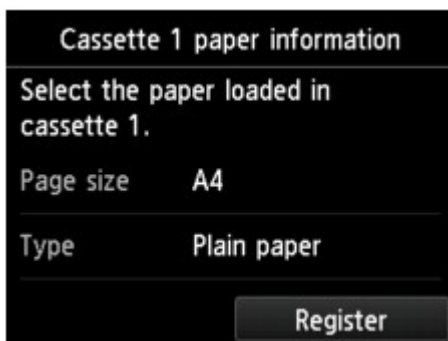 Cassette 1 paper information
Select the paper loaded in
cassette 1.
Page size A4
Type Plain paper
Register